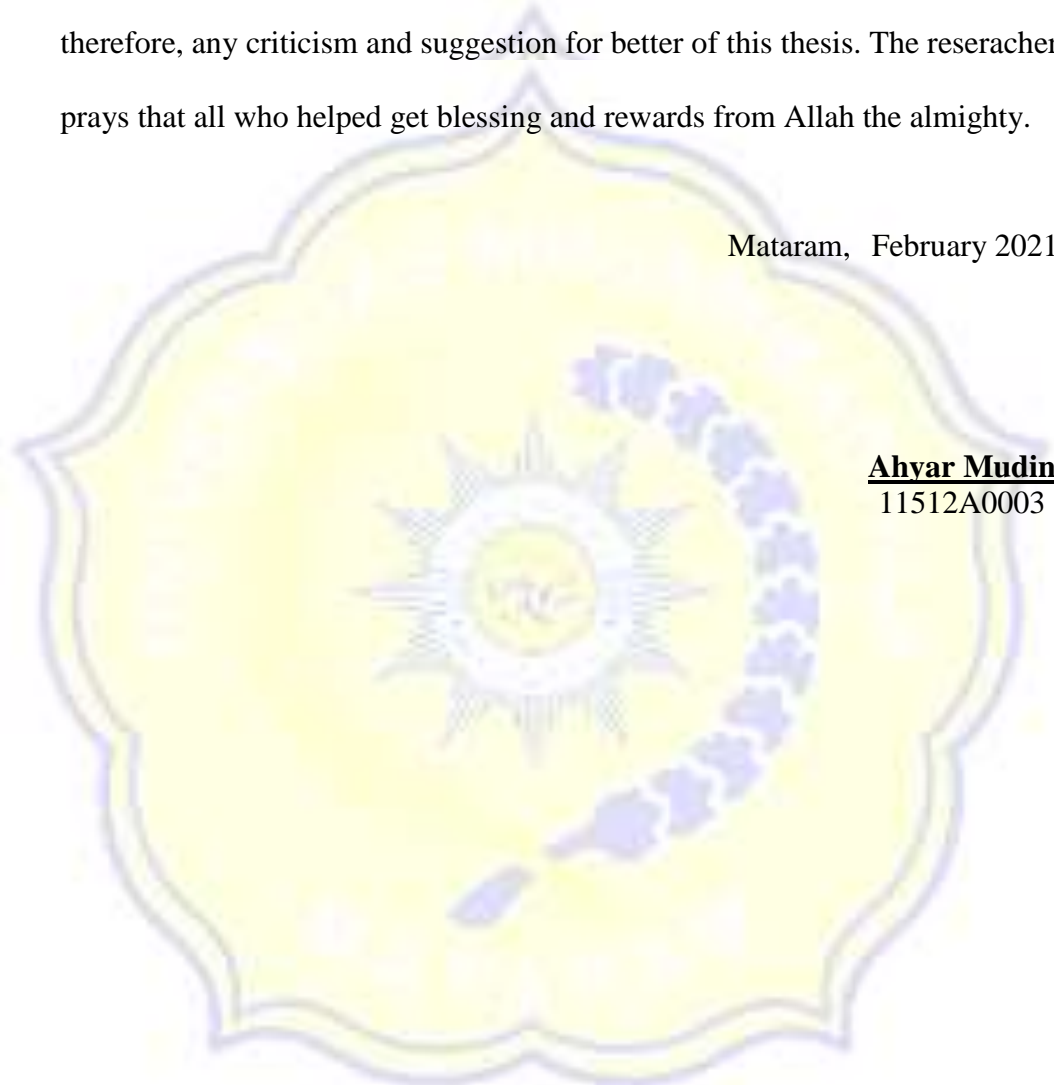 therefore, any criticism and suggestion for better of this thesis. The reseracher
prays that all who helped get blessing and rewards from Allah the almighty.
Mataram, February 2021
Ahyar Mudin
11512A0003